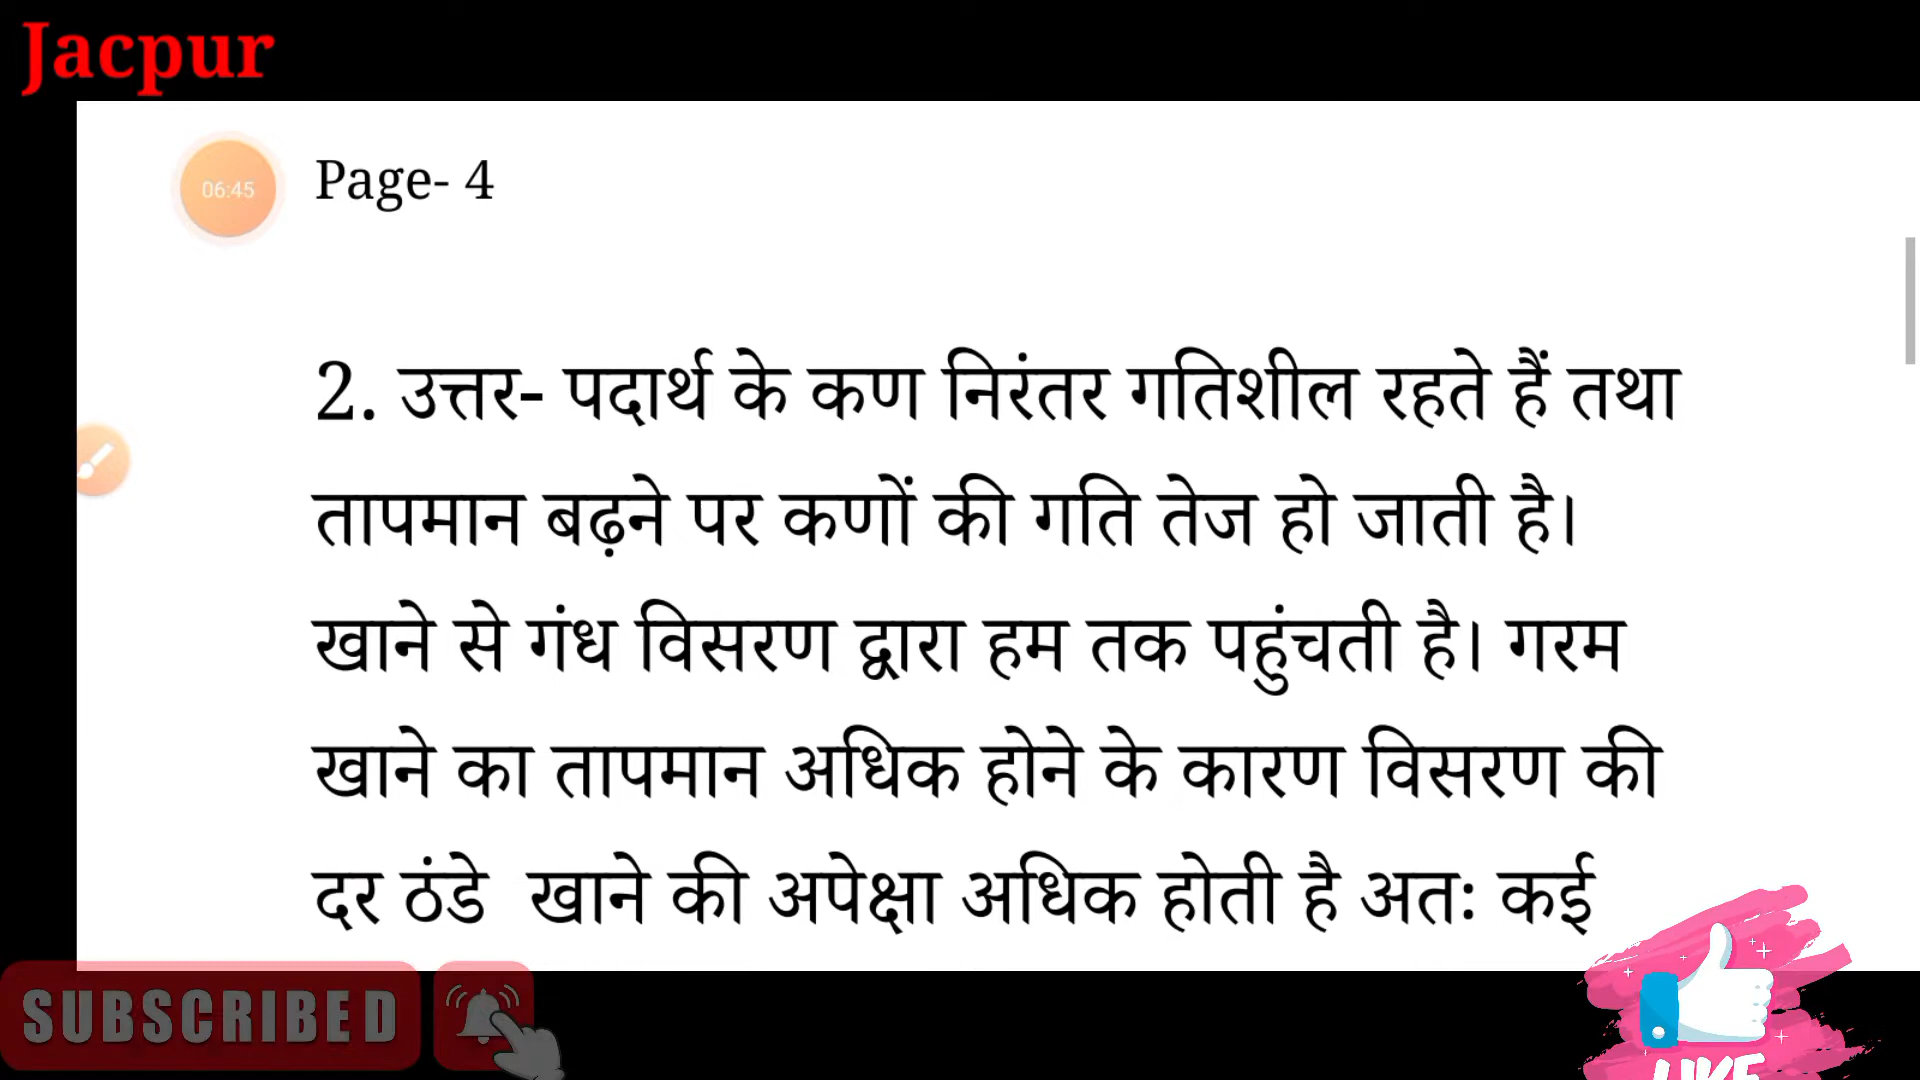 Jacpur
06:45
Page- 4
2. उत्तर- पदार्थ के कण निरंतर गतिशील रहते हैं तथा
तापमान बढ़ने पर कणों की गति तेज हो जाती है।
खाने से गंध विसरण द्वारा हम तक पहुंचती है। गरम
खाने का तापमान अधिक होने के कारण विसरण की
दर ठंडे खाने की अपेक्षा अधिक होती है अतः कई
SUBSCRIBED
LIKE